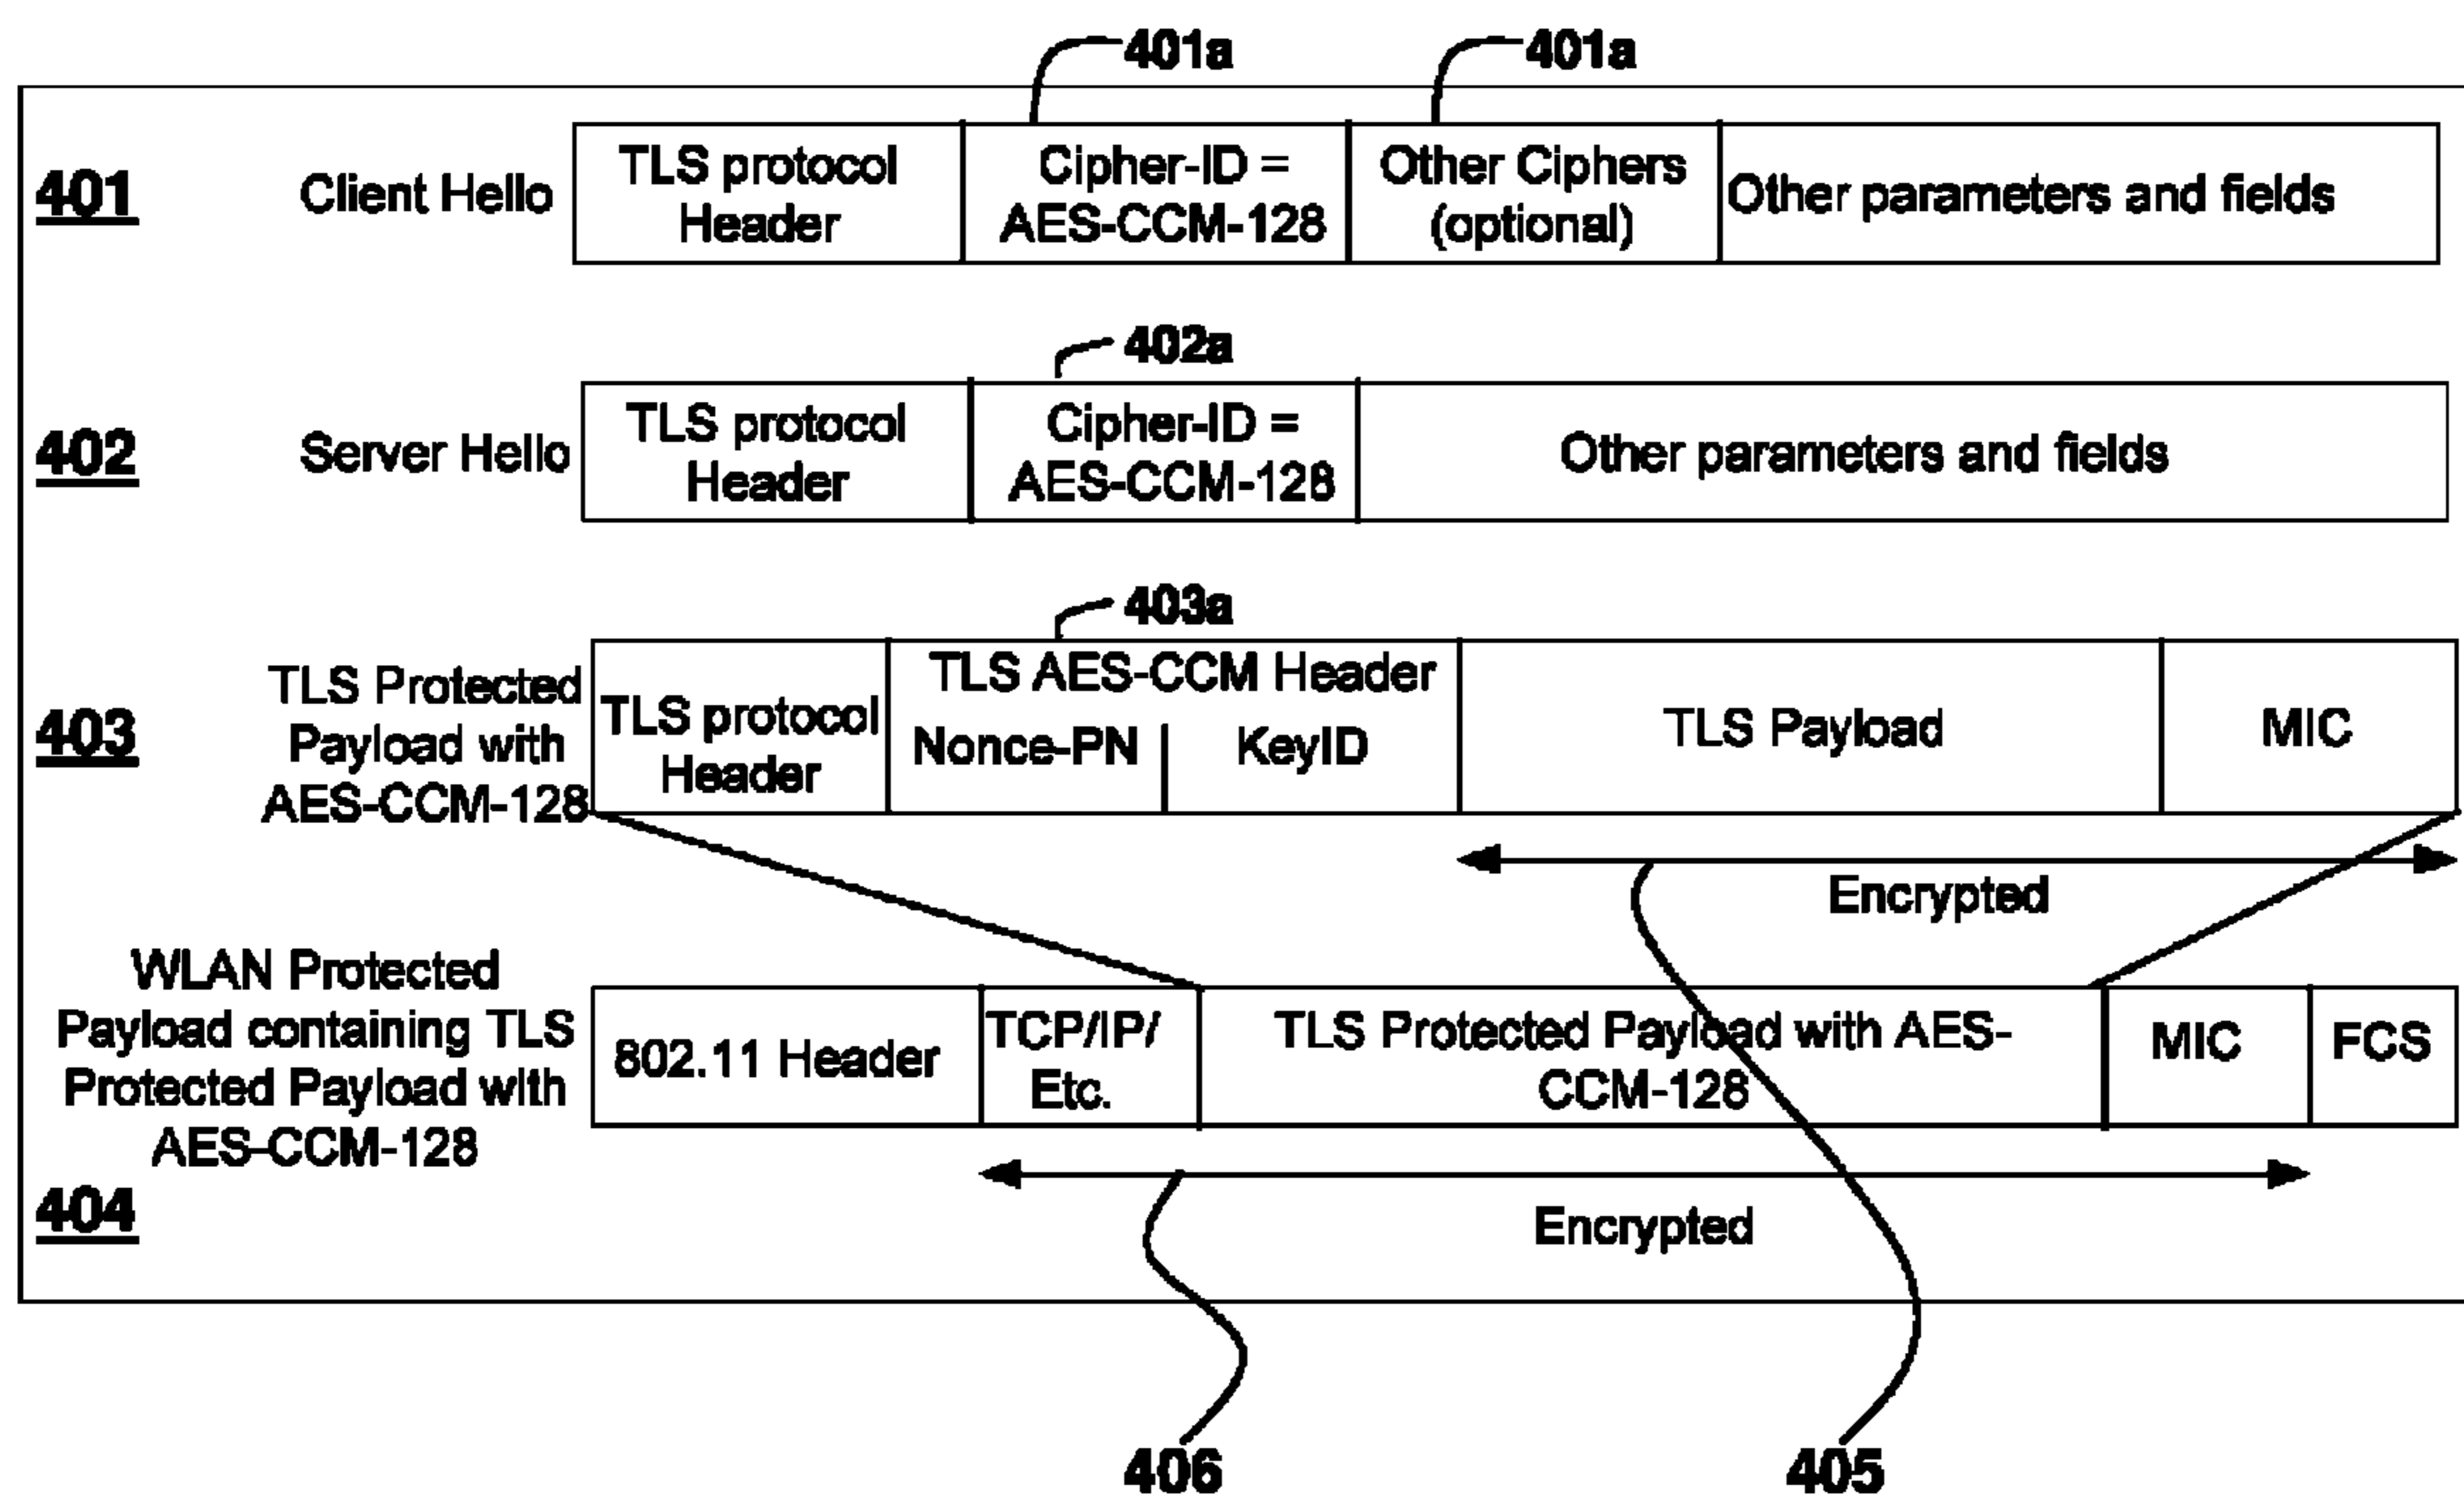 401a
401a
401
Client Hello
TLS protocol
Header
Cipher-ID =
AES-CCM-128
Other Ciphers
(optional)
Other parameters and fields
402a
402
Server Hello
TLS protocol
Header
Cipher-ID =
AES-CCM-128
Other parameters and fields
403a
403
TLS Protected
Payload with
AES-CCM-128
TLS protocol
Header
TLS AES-CCM Header
Nonce-PN
KeyID
TLS Payload
MIC
Encrypted
WLAN Protected
Payload containing TLS
Protected Payload with
AES-CCM-128
404
802.11 Header
TCP/IP/
Etc.
TLS Protected Payload with AES-
CCM-128
MIC
FCS
Encrypted
406
405